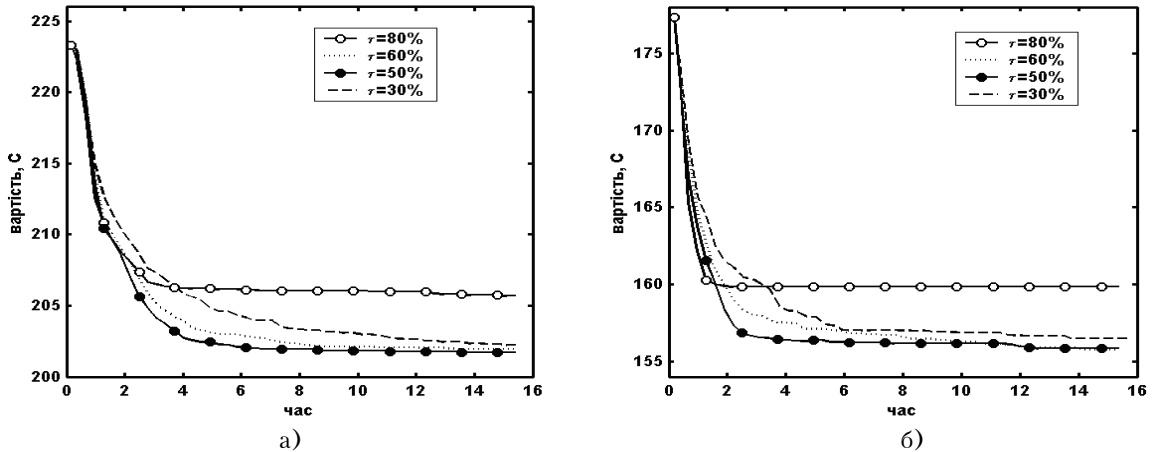 225
220
215
210
205
200
вартість, С
0 2 4 6 8 10 12 14 16
час
τ=80%
τ=60%
τ=50%
τ=30%
а)
175
170
165
160
155
вартість, С
0 2 4 6 8 10 12 14 16
час
τ=80%
τ=60%
τ=50%
τ=30%
б)